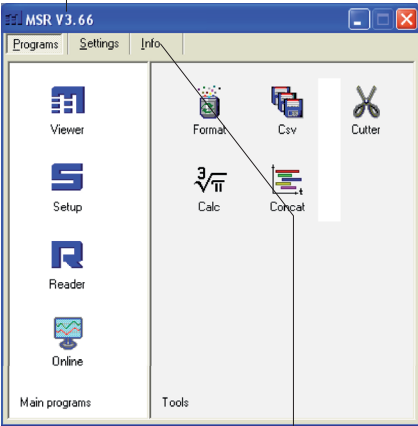 MSR V3.66
Programs Settings Info
Viewer
Setup
Reader
Online
Main programs
Format Csv Cutter
Calc Concat
Tools